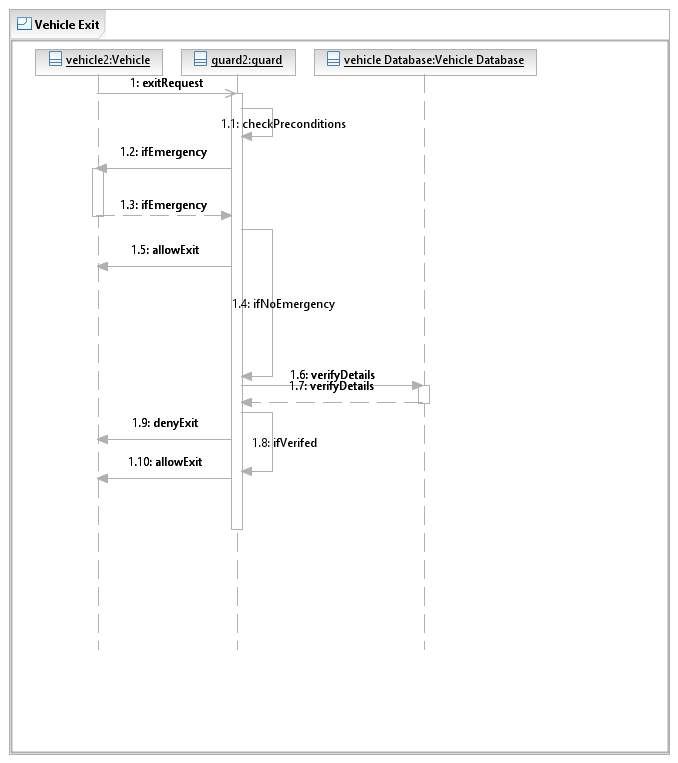 Vehicle Exit
vehicle2:Vehicle
guard2:guard
vehicle Database:Vehicle Database
1: exitRequest
1.1: checkPreconditions
1.2: ifEmergency
1.3: ifEmergency
1.5: allowExit
1.4: ifNoEmergency
1.6: verifyDetails
1.7: verifyDetails
1.9: denyExit
1.8: ifVerifed
1.10: allowExit